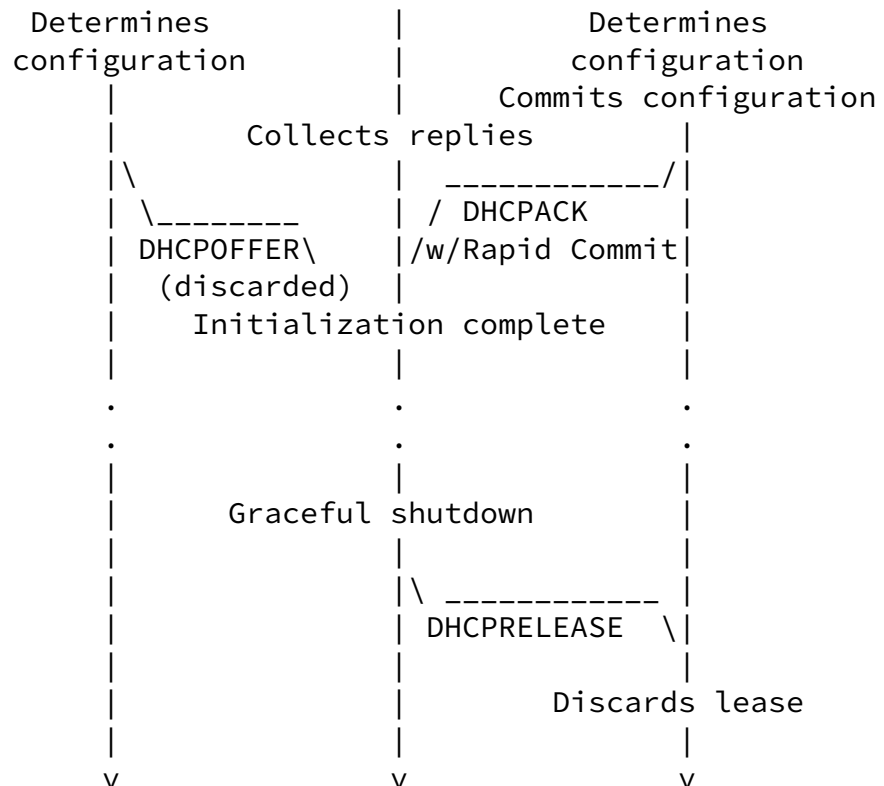 Determines Determines
configuration configuration
Commits configuration
Collects replies
DHCPACK
DHCPOFFER /w/Rapid Commit
(discarded)
Initialization complete
Graceful shutdown
DHCPRELEASE
Discards lease